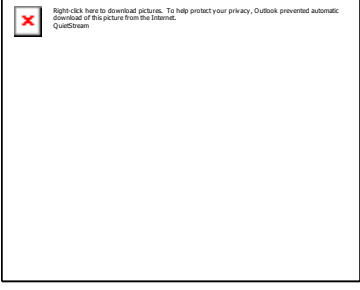 Right-click here to download pictures. To help protect your privacy, Outlook prevented automatic
download of this picture from the Internet.
QuietStream